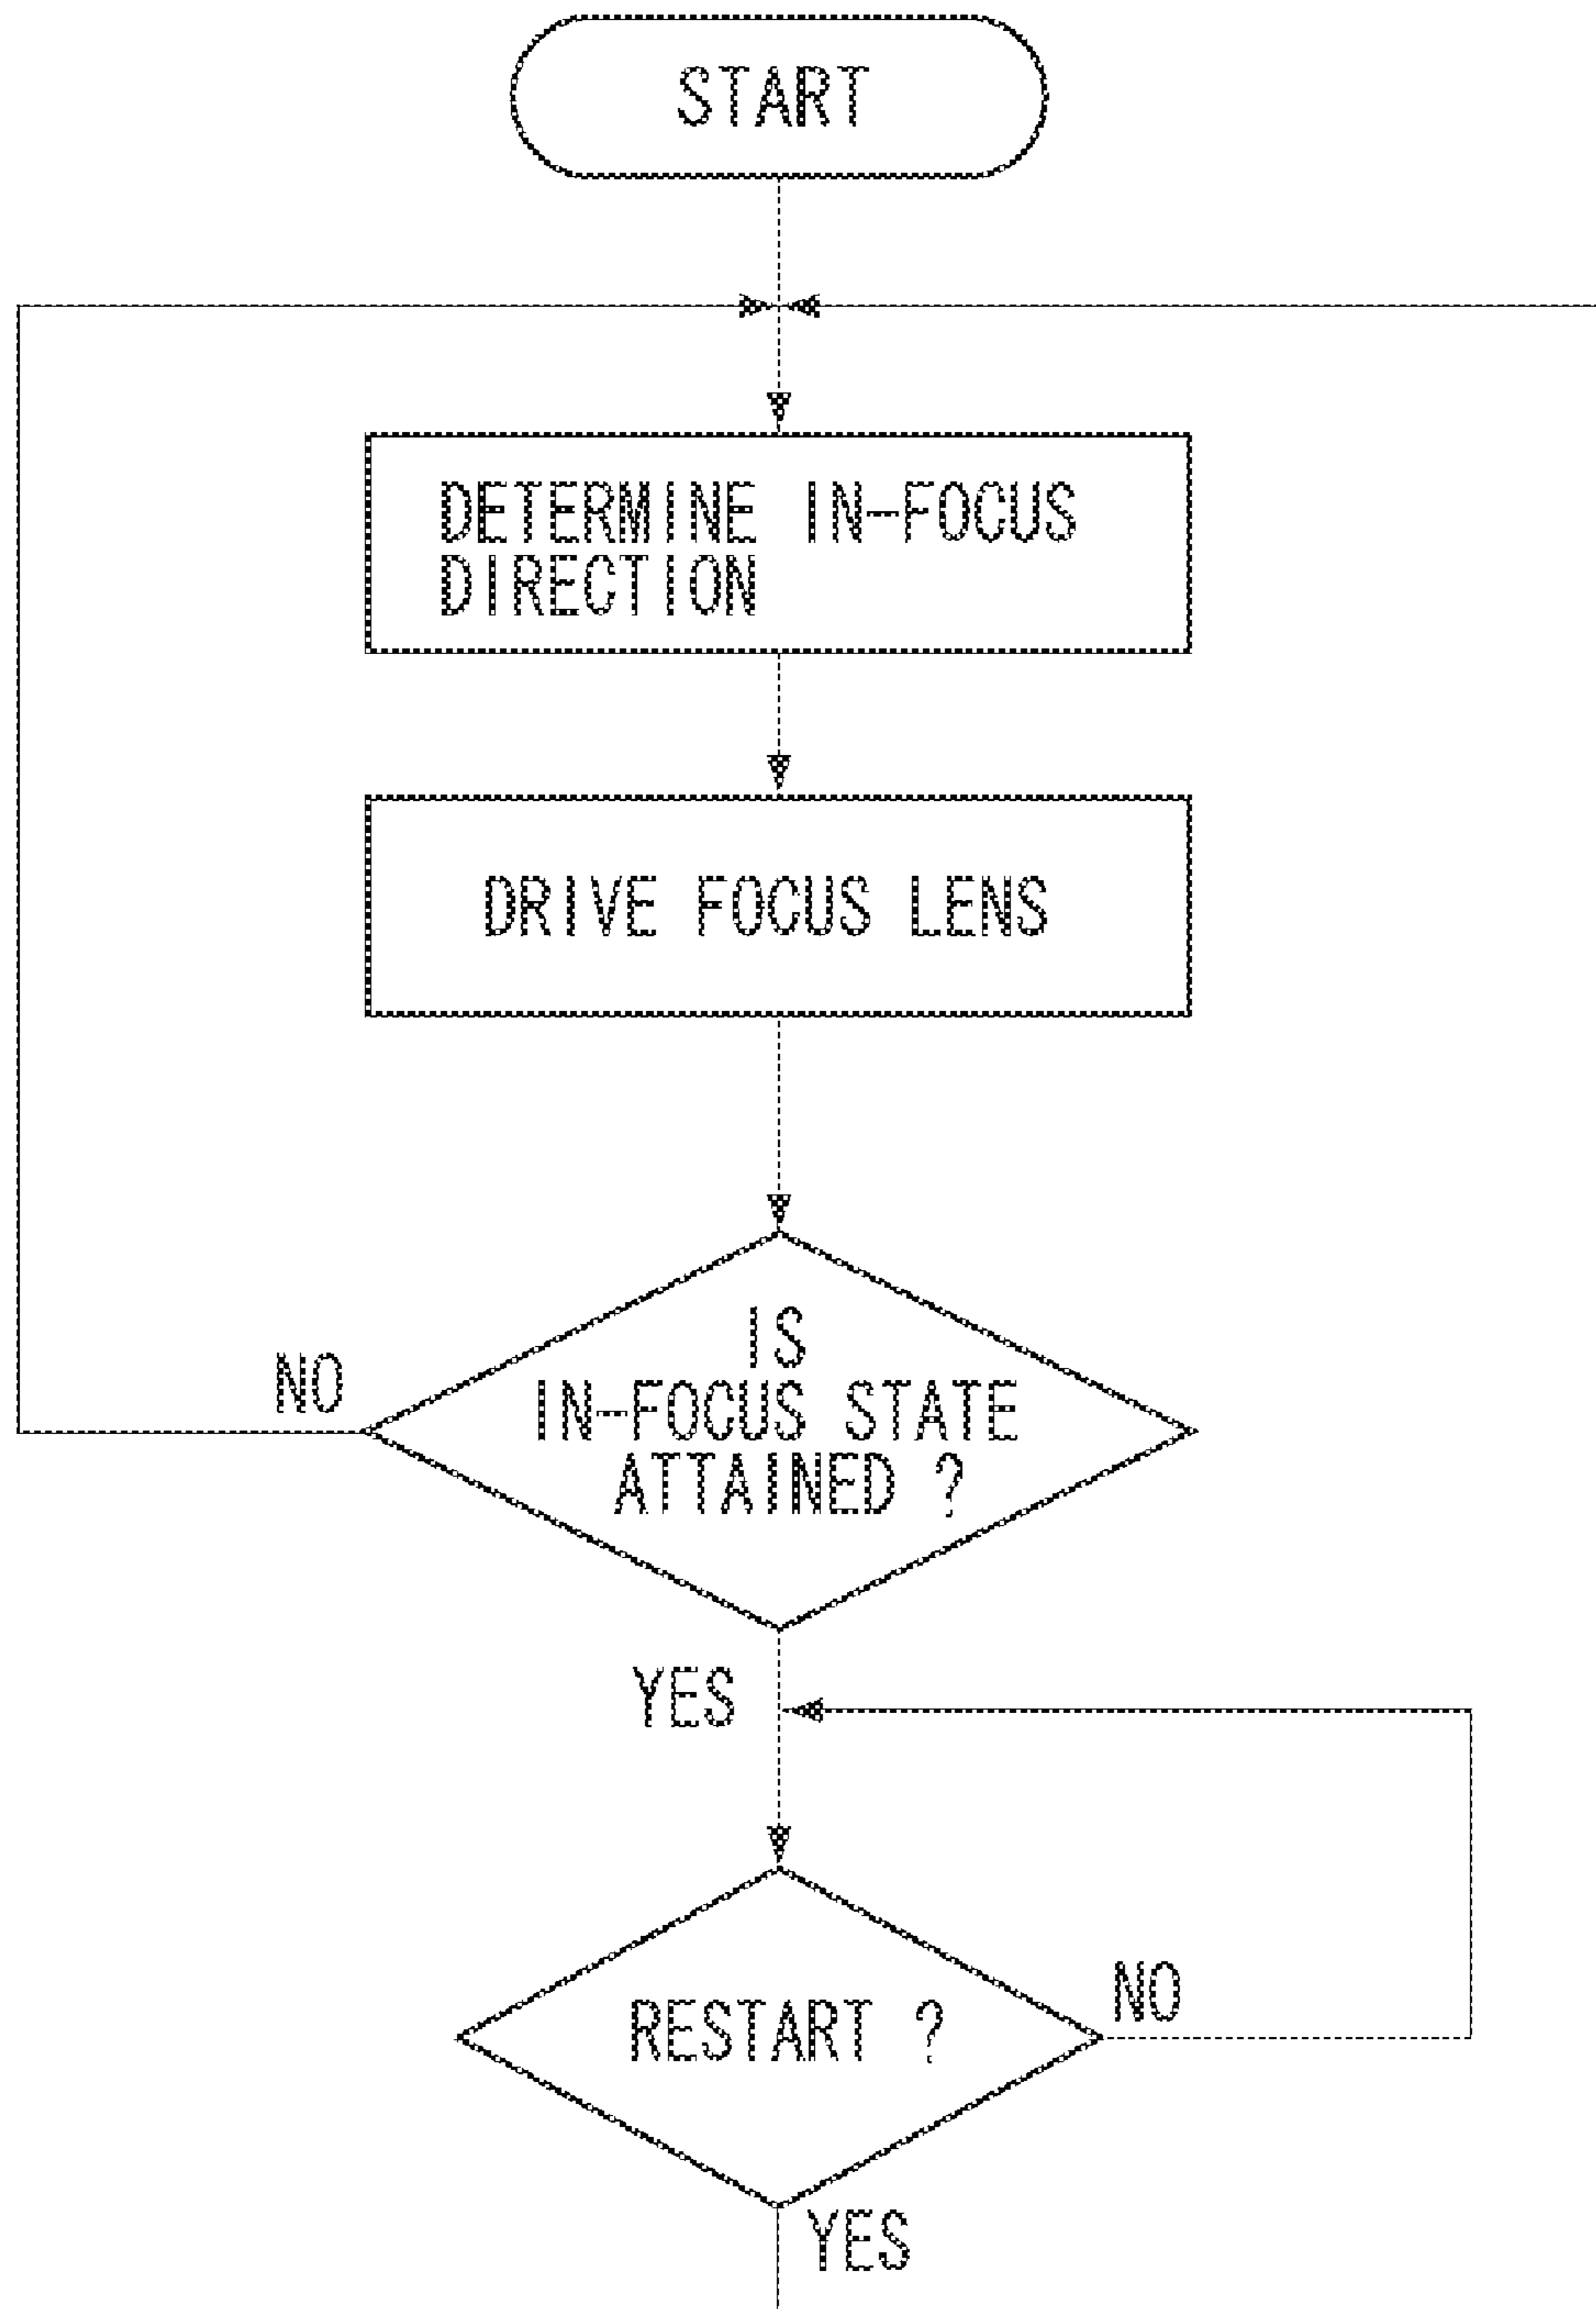 START
DETERMINE IN-FOCUS
DIRECTION
DRIVE FOCUS LENS
IS
IN-FOCUS STATE
ATTAINED ?
NO
YES
RESTART ?
NO
YES